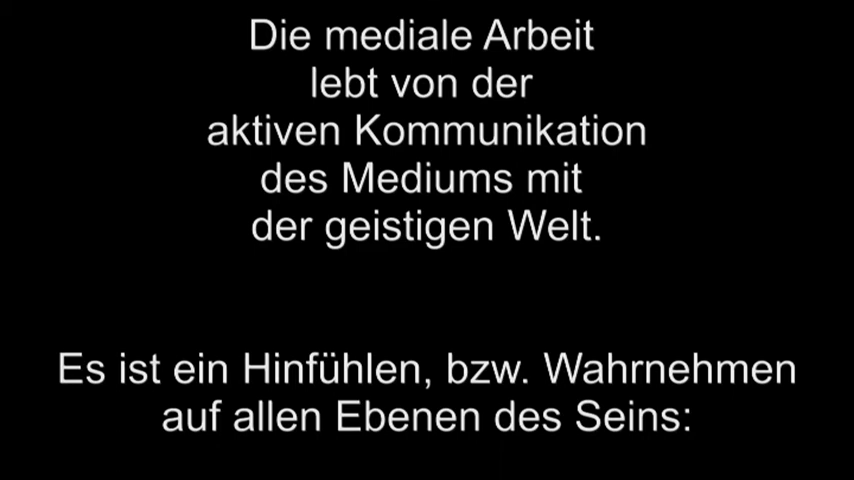 Die mediale Arbeit
lebt von der
aktiven Kommunikation
des Mediums mit
der geistigen Welt.
Es ist ein Hinfühlen, bzw. Wahrnehmen
auf allen Ebenen des Seins: